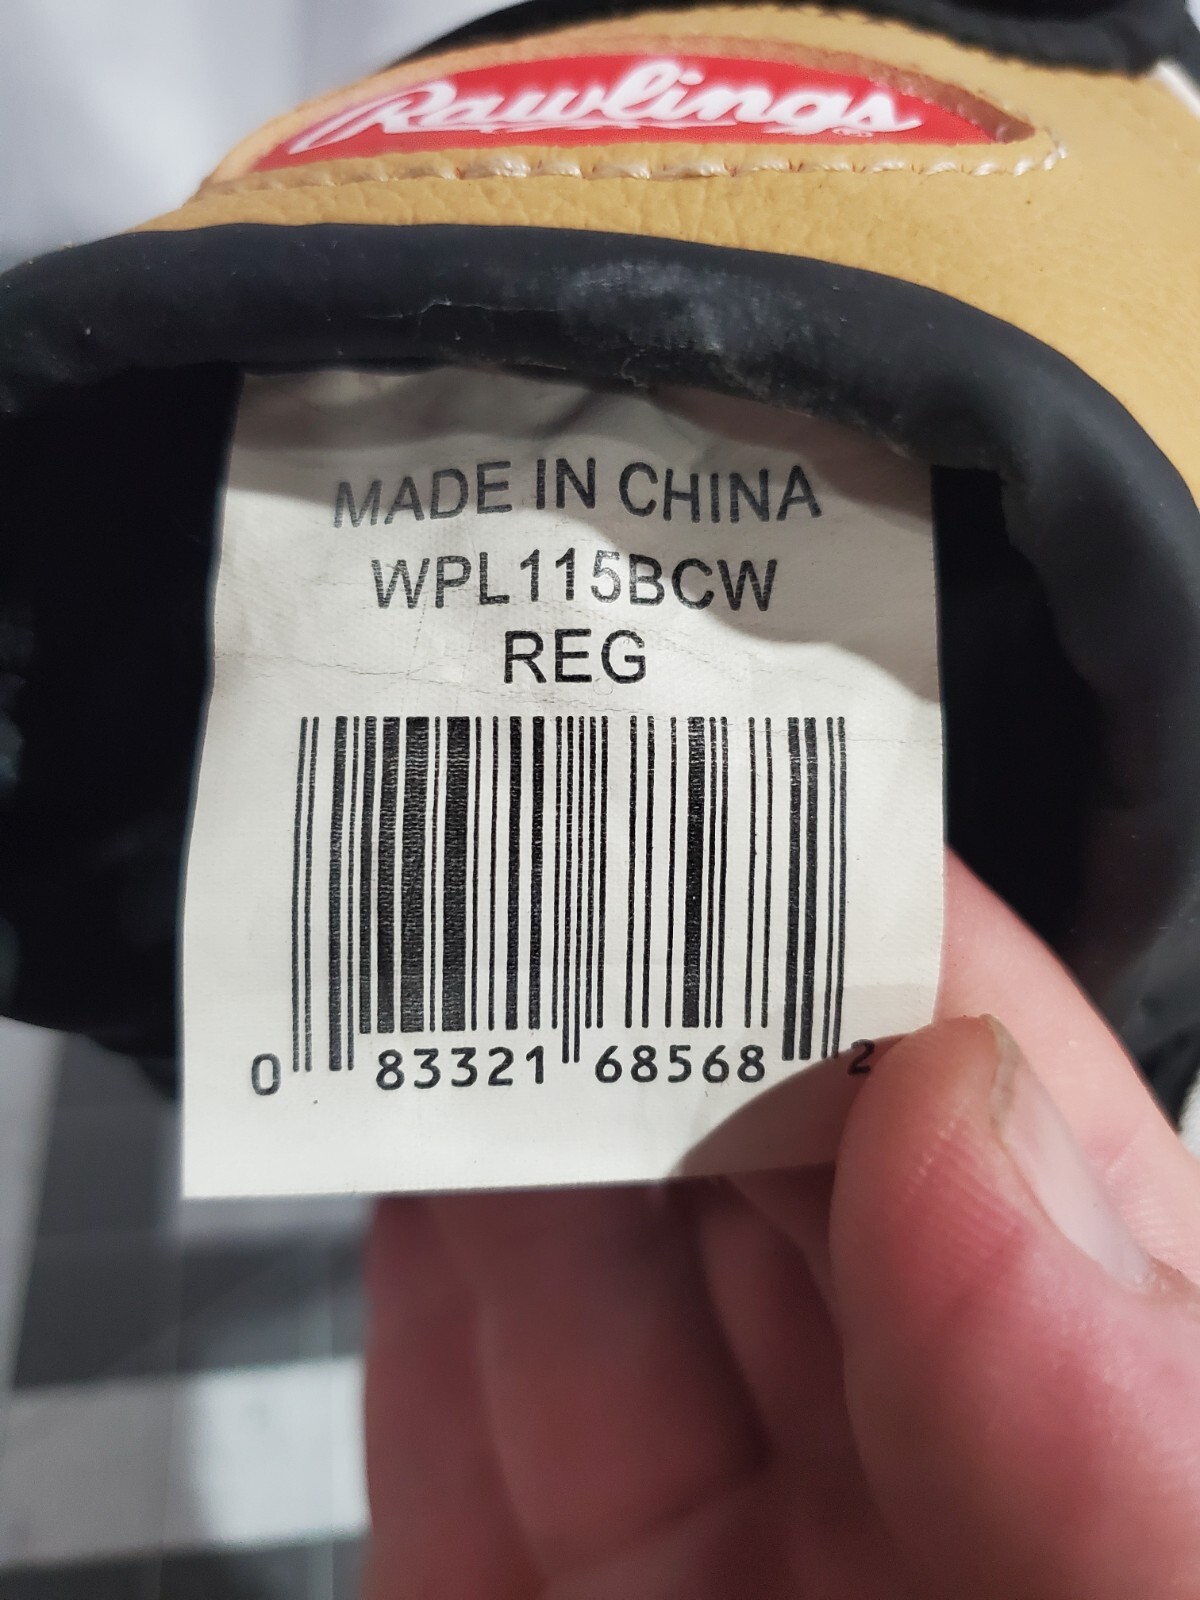 Rawlings
MADE IN CHINA
WPL115BCW
REG
0 83321 68568 2